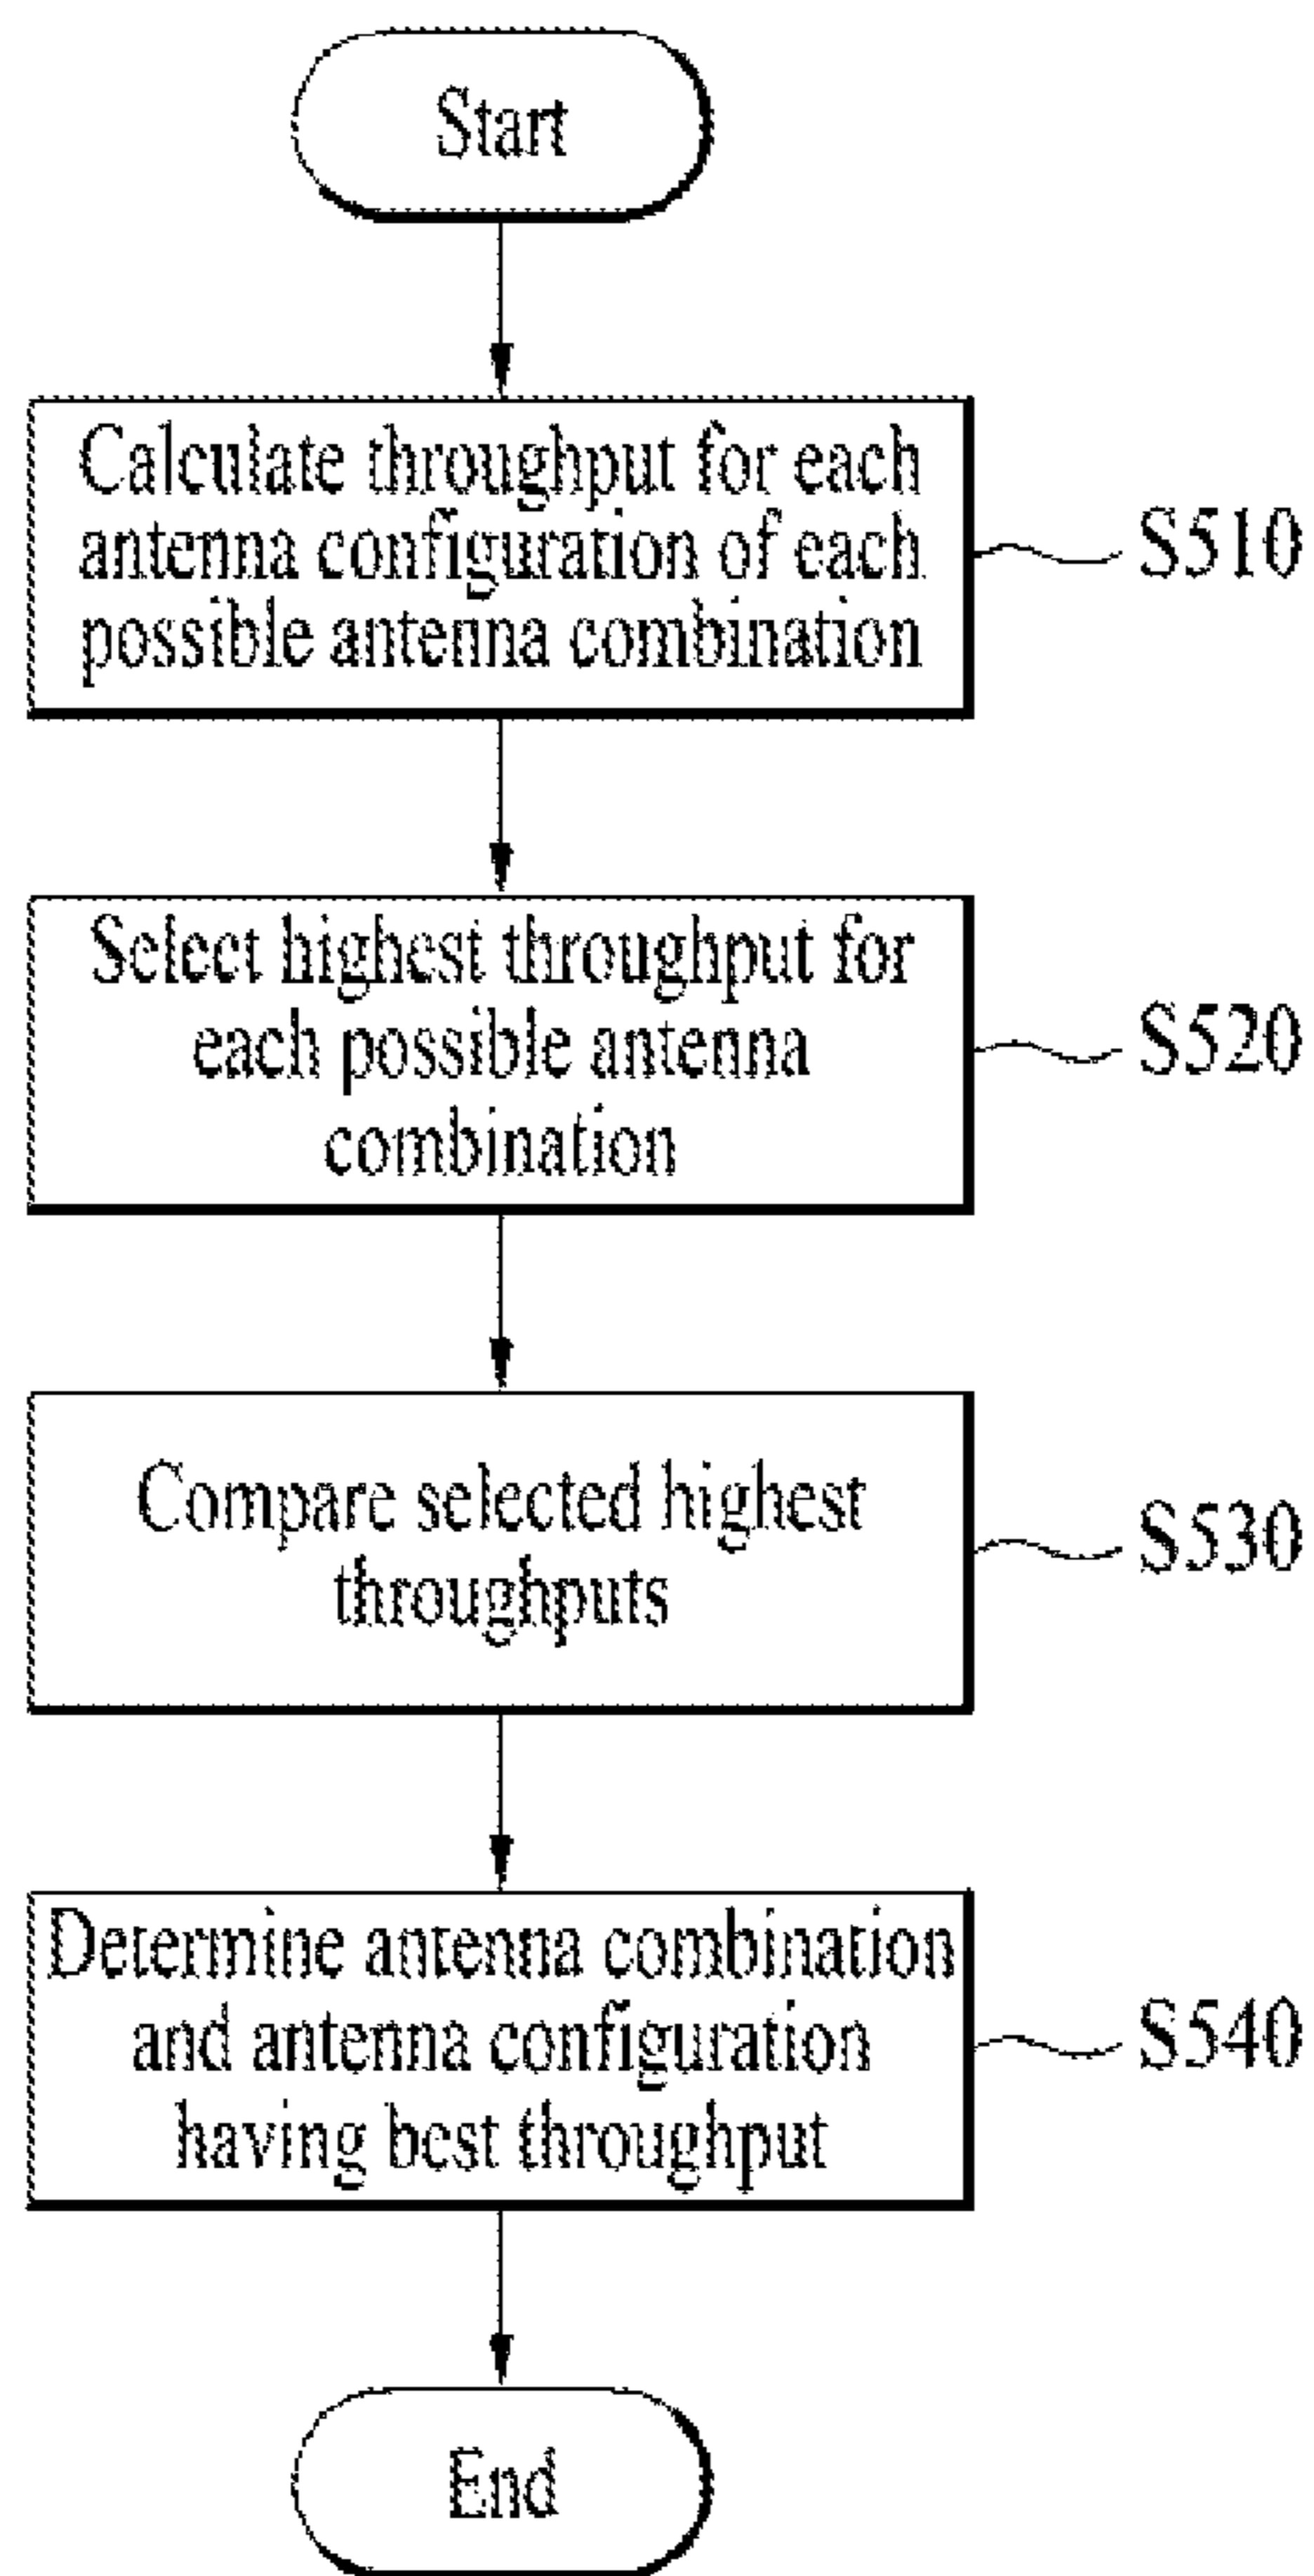 Start
Calculate throughput for each
antenna configuration of each
possible antenna combination
S510
Select highest throughput for
each possible antenna
combination
S520
Compare selected highest
throughputs
S530
Determine antenna combination
and antenna configuration
having best throughput
S540
End